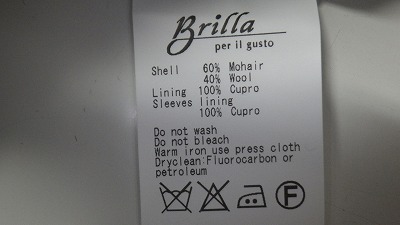 Brilla
per il gusto
Shell 60% Mohair
40% Wool
Lining 100% Cupro
Sleeves lining
100% Cupro
Do not wash
Do not bleach
Warm iron use press cloth
Dryclean:Fluorocarbon or
petroleum
F